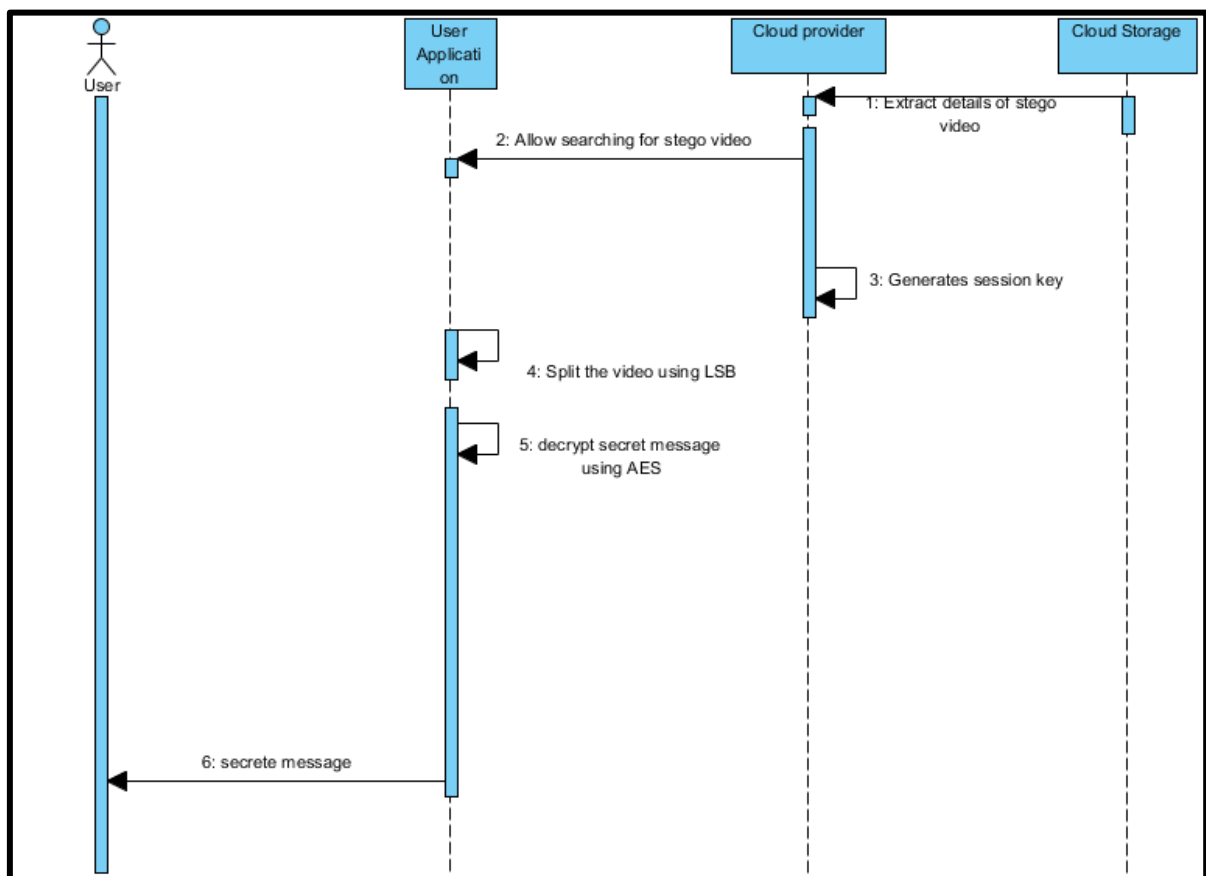 User
Applicati
on
Cloud provider
Cloud Storage
User
1: Extract details of stego
video
2: Allow searching for stego video
3: Generates session key
4: Split the video using LSB
5: decrypt secret message
using AES
6: secrete message